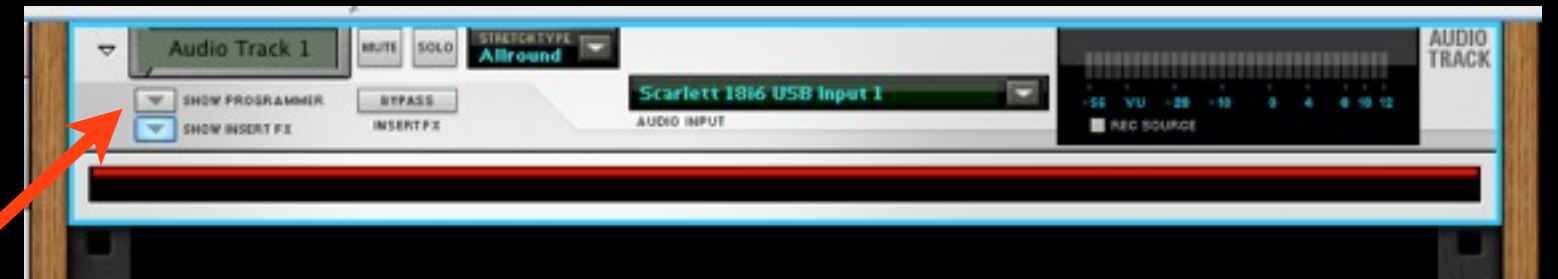 Audio Track 1
MUTE
SOLO
STRETCH TYPE
Allround
AUDIO
TRACK
SHOW PROGRAMMER
BYPASS
INSERT FX
SHOW INSERT FX
Scarlett 18i6 USB Input 1
AUDIO INPUT
-56 VU -20 -10 0 4 8 10 12
REC SOURCE